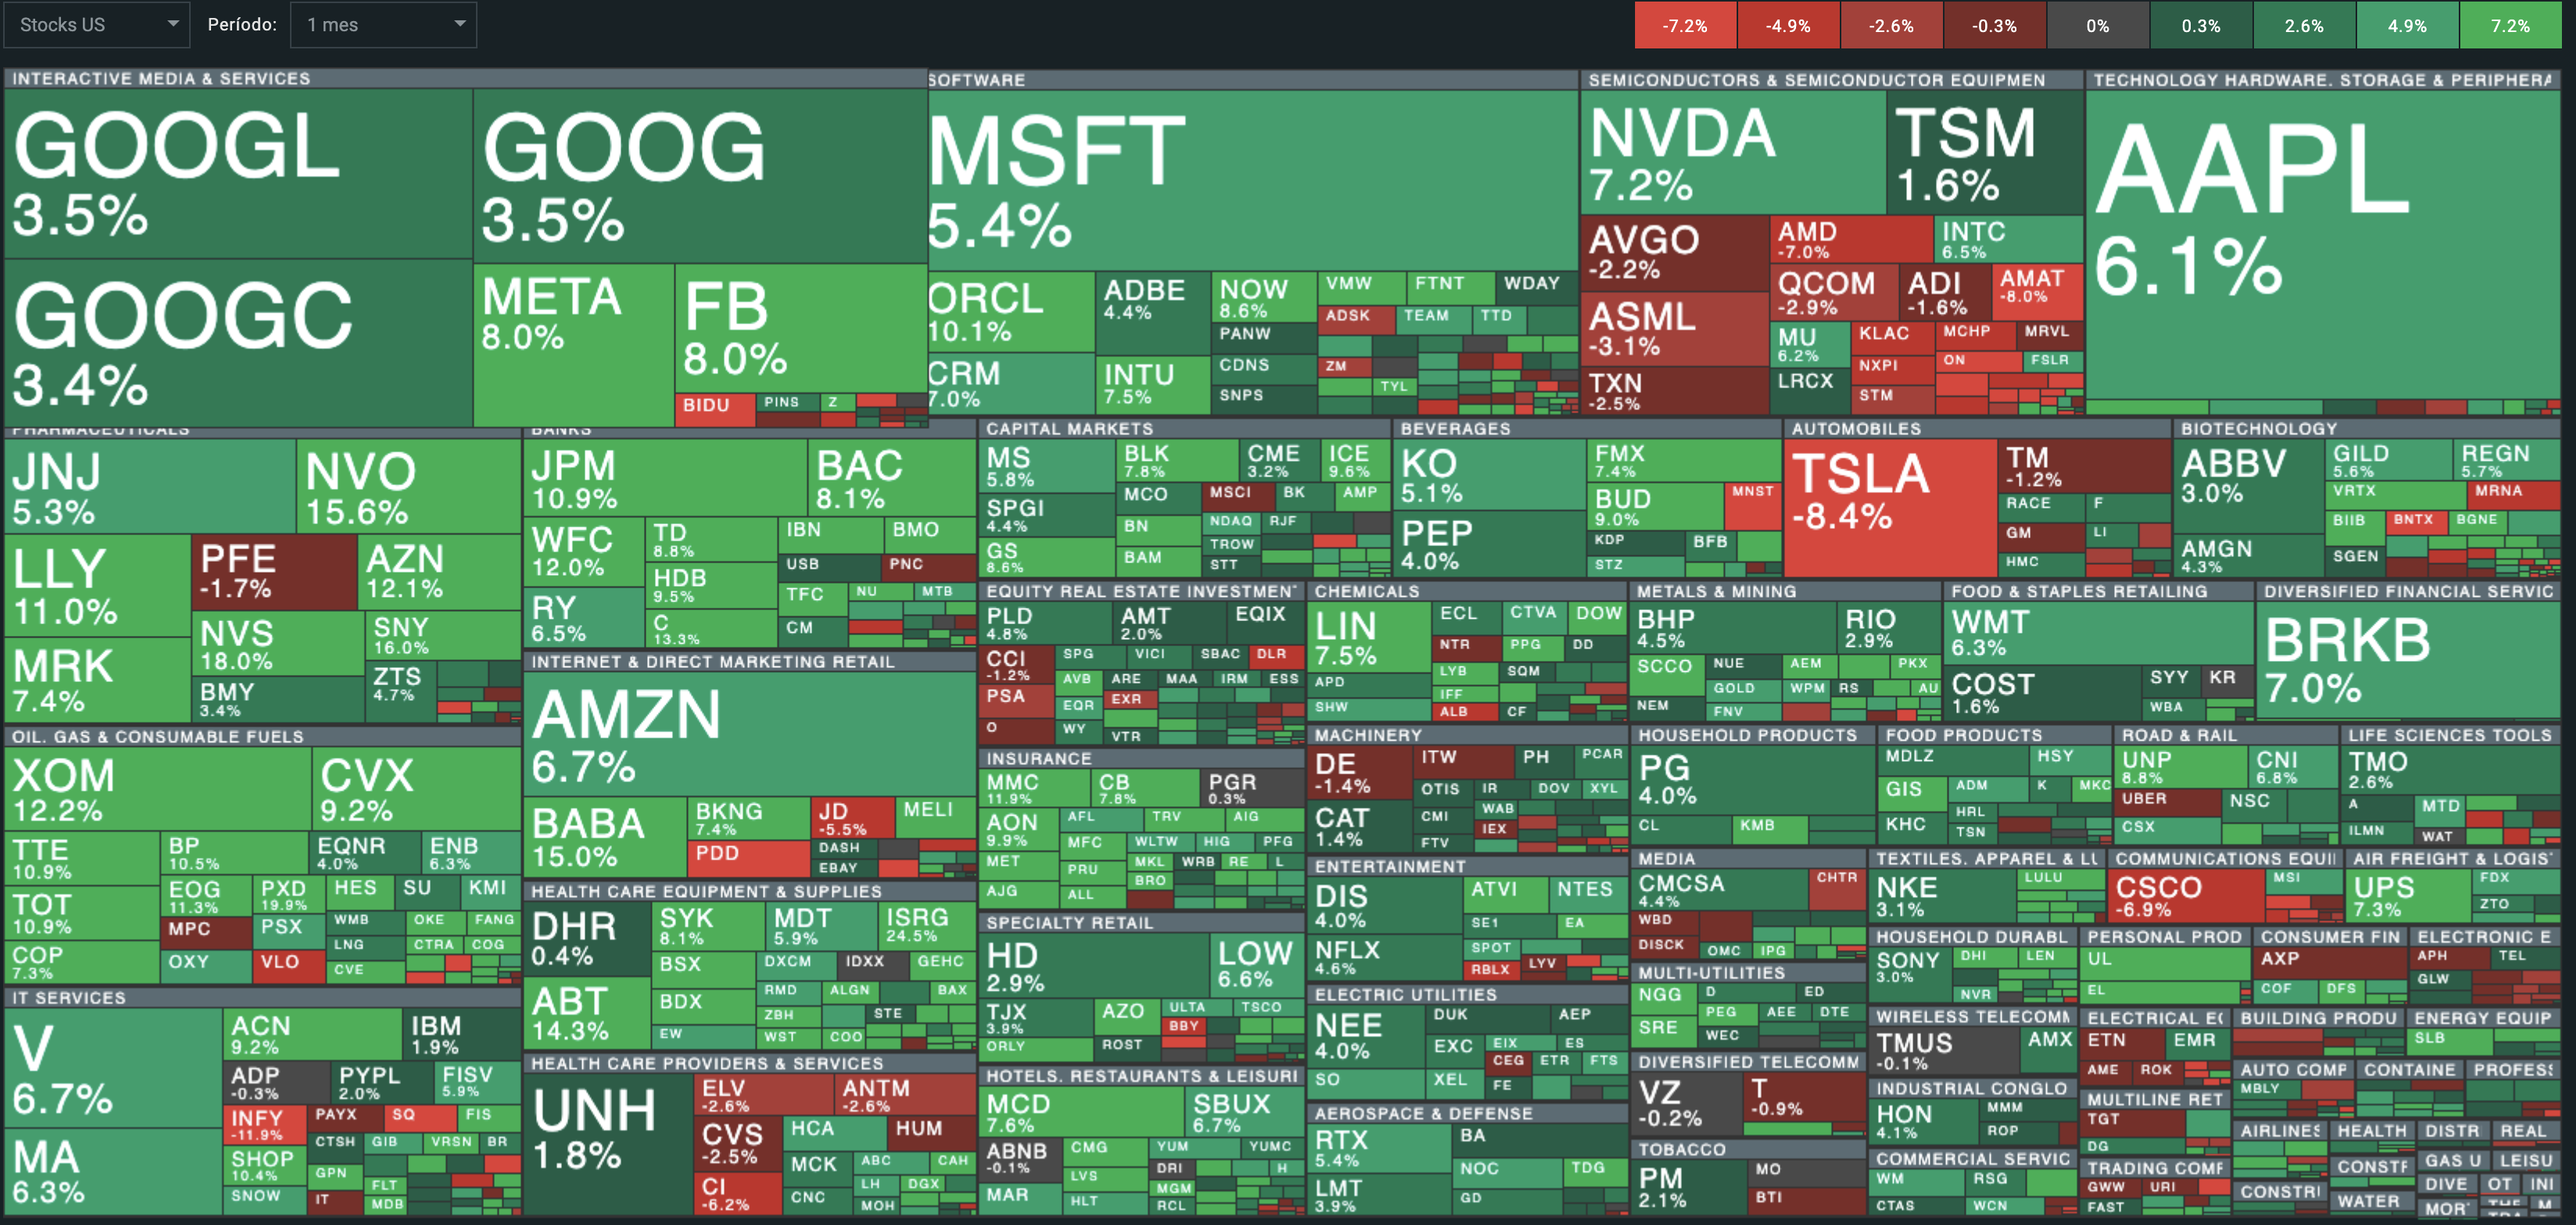 Stocks US
Período:
1 mes
-7.2% -4.9% -2.6% -0.3% 0% 0.3% 2.6% 4.9% 7.2%
INTERACTIVE MEDIA & SERVICES
GOOGL
3.5%
GOOG
3.5%
GOOGC
3.4%
META
8.0%
FB
8.0%
BIDU
PINS
Z
SOFTWARE
MSFT
5.4%
ORCL
10.1%
CRM
7.0%
ADBE
4.4%
INTU
7.5%
NOW
8.6%
PANW
CDNS
SNPS
VMW
FTNT
WDAY
ADSK
TEAM
TTD
ZM
TYL
SEMICONDUCTORS & SEMICONDUCTOR EQUIPMEN
NVDA
7.2%
TSM
1.6%
AVGO
-2.2%
ASML
-3.1%
TXN
-2.5%
AMD
-7.0%
INTC
6.5%
QCOM
-2.9%
ADI
-1.6%
AMAT
-8.0%
MU
6.2%
LRCX
KLAC
MCHP
MRVL
NXPI
ON
FSLR
STM
TECHNOLOGY HARDWARE. STORAGE & PERIPHERA
AAPL
6.1%
PHARMACEUTICALS
JNJ
5.3%
NVO
15.6%
LLY
11.0%
MRK
7.4%
PFE
-1.7%
AZN
12.1%
NVS
18.0%
SNY
16.0%
BMY
3.4%
ZTS
4.7%
BANKS
JPM
10.9%
BAC
8.1%
WFC
12.0%
RY
6.5%
TD
8.8%
HDB
9.5%
C
13.3%
IBN
BMO
USB
PNC
TFC
NU
MTB
CM
CAPITAL MARKETS
MS
5.8%
SPGI
4.4%
GS
8.6%
BLK
7.8%
CME
3.2%
ICE
9.6%
MCO
BN
BAM
MSCI
BK
AMP
NDAQ
RJF
TROW
STT
BEVERAGES
KO
5.1%
PEP
4.0%
FMX
7.4%
BUD
9.0%
MNST
KDP
BFB
STZ
AUTOMOBILES
TSLA
-8.4%
TM
-1.2%
RACE
F
GM
LI
HMC
BIOTECHNOLOGY
ABBV
3.0%
AMGN
4.3%
GILD
5.6%
REGN
5.7%
VRTX
MRNA
BIIB
BNTX
BGNE
SGEN
EQUITY REAL ESTATE INVESTMEN
PLD
4.8%
AMT
2.0%
EQIX
CCI
-1.2%
PSA
O
SPG
VICI
SBAC
DLR
AVB
ARE
MAA
IRM
ESS
EQR
EXR
WY
VTR
CHEMICALS
LIN
7.5%
APD
SHW
ECL
CTVA
DOW
NTR
PPG
DD
LYB
SQM
IFF
ALB
CF
METALS & MINING
BHP
4.5%
RIO
2.9%
SCCO
NEM
NUE
AEM
PKX
GOLD
WPM
RS
AU
FNV
FOOD & STAPLES RETAILING
WMT
6.3%
COST
1.6%
SYY
KR
WBA
DIVERSIFIED FINANCIAL SERVIC
BRKB
7.0%
INTERNET & DIRECT MARKETING RETAIL
AMZN
6.7%
BABA
15.0%
BKNG
7.4%
JD
-5.5%
MELI
PDD
DASH
EBAY
OIL. GAS & CONSUMABLE FUELS
XOM
12.2%
CVX
9.2%
TTE
10.9%
TOT
10.9%
COP
7.3%
BP
10.5%
EQNR
4.0%
ENB
6.3%
EOG
11.3%
PXD
19.9%
HES
SU
KMI
MPC
PSX
WMB
OKE
FANG
OXY
VLO
LNG
CTRA
COG
CVE
INSURANCE
MMC
11.9%
CB
7.8%
PGR
0.3%
AON
9.9%
MET
AJG
AFL
TRV
AIG
MFC
WLTW
HIG
PFG
PRU
MKL
WRB
RE
L
BRO
ALL
MACHINERY
DE
-1.4%
CAT
1.4%
ITW
PH
PCAR
OTIS
IR
DOV
XYL
CMI
WAB
IEX
FTV
HOUSEHOLD PRODUCTS
PG
4.0%
CL
KMB
FOOD PRODUCTS
MDLZ
HSY
GIS
ADM
K
MKC
KHC
HRL
TSN
ROAD & RAIL
UNP
8.8%
CNI
6.8%
UBER
NSC
CSX
LIFE SCIENCES TOOLS
TMO
2.6%
A
MTD
ILMN
WAT
HEALTH CARE EQUIPMENT & SUPPLIES
DHR
0.4%
ABT
14.3%
SYK
8.1%
MDT
5.9%
ISRG
24.5%
BSX
BDX
EW
DXCM
IDXX
GEHC
RMD
ALGN
BAX
ZBH
STE
WST
COO
SPECIALTY RETAIL
HD
2.9%
LOW
6.6%
TJX
3.9%
ORLY
AZO
ROST
ULTA
TSCO
BBY
ENTERTAINMENT
DIS
4.0%
NFLX
4.6%
ATVI
NTES
SE1
EA
SPOT
RBLX
LYV
MEDIA
CMCSA
4.4%
CHTR
WBD
DISCK
OMC
IPG
TEXTILES. APPAREL & LU
NKE
3.1%
LULU
COMMUNICATIONS EQUI
CSCO
-6.9%
MSI
AIR FREIGHT & LOGIS
UPS
7.3%
FDX
ZTO
IT SERVICES
V
6.7%
MA
6.3%
ACN
9.2%
IBM
1.9%
ADP
-0.3%
PYPL
2.0%
FISV
5.9%
INFY
-11.9%
SHOP
10.4%
SNOW
PAYX
SQ
FIS
CTSH
GIB
VRSN
BR
GPN
FLT
IT
MDB
HEALTH CARE PROVIDERS & SERVICES
UNH
1.8%
ELV
-2.6%
ANTM
-2.6%
CVS
-2.5%
CI
-6.2%
HCA
HUM
MCK
ABC
CAH
CNC
LH
DGX
MOH
HOTELS. RESTAURANTS & LEISURI
MCD
7.6%
SBUX
6.7%
ABNB
-0.1%
MAR
CMG
YUM
YUMC
LVS
DRI
H
MGM
HLT
RCL
ELECTRIC UTILITIES
NEE
4.0%
SO
DUK
AEP
EXC
EIX
ES
CEG
ETR
FTS
XEL
FE
AEROSPACE & DEFENSE
RTX
5.4%
LMT
3.9%
BA
NOC
TDG
GD
MULTI-UTILITIES
NGG
SRE
D
ED
PEG
AEE
DTE
WEC
DIVERSIFIED TELECOMM
VZ
-0.2%
T
-0.9%
TOBACCO
PM
2.1%
MO
BTI
HOUSEHOLD DURABL
SONY
3.0%
DHI
LEN
NVR
PERSONAL PROD
UL
EL
CONSUMER FIN
AXP
COF
DFS
ELECTRONIC E
APH
TEL
GLW
WIRELESS TELECOMM
TMUS
-0.1%
AMX
ELECTRICAL E
ETN
EMR
AME
ROK
BUILDING PRODU
ENERGY EQUIP
SLB
INDUSTRIAL CONGLO
HON
4.1%
MMM
ROP
MULTILINE RET
TGT
DG
AUTO COMP
MBLY
CONTAINE
PROFES
COMMERCIAL SERVIC
WM
RSG
CTAS
WCN
TRADING COMP
GWW
URI
FAST
AIRLINES
HEALTH
DISTR
REAL
CONSTRI
CONSTF
WATER
GAS U
LEISU
DIVE
OT
INI
MOR